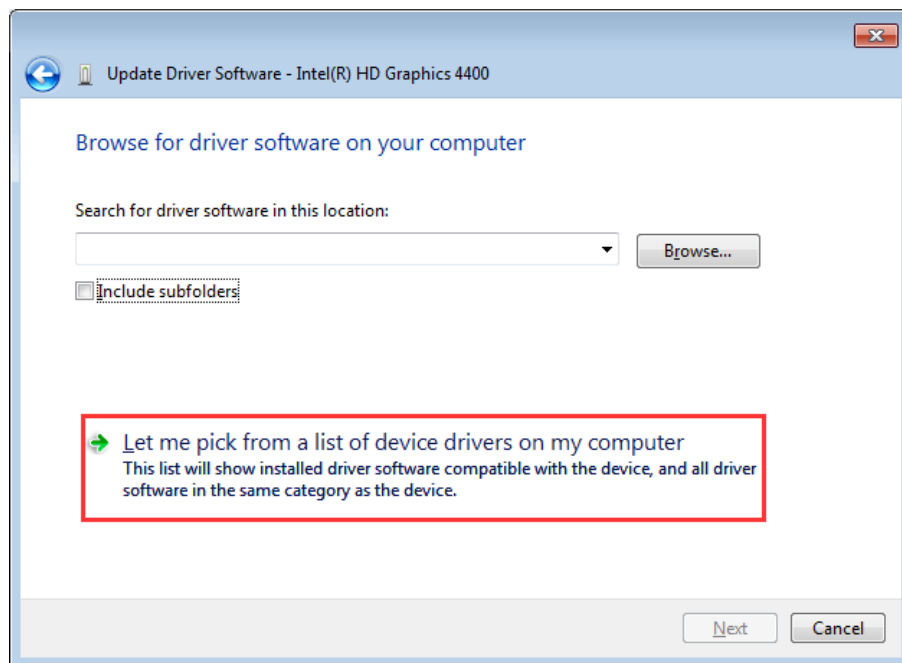 Update Driver Software - Intel(R) HD Graphics 4400
Browse for driver software on your computer
Search for driver software in this location:
Browse...
Include subfolders
Let me pick from a list of device drivers on my computer
This list will show installed driver software compatible with the device, and all driver
software in the same category as the device.
Next
Cancel